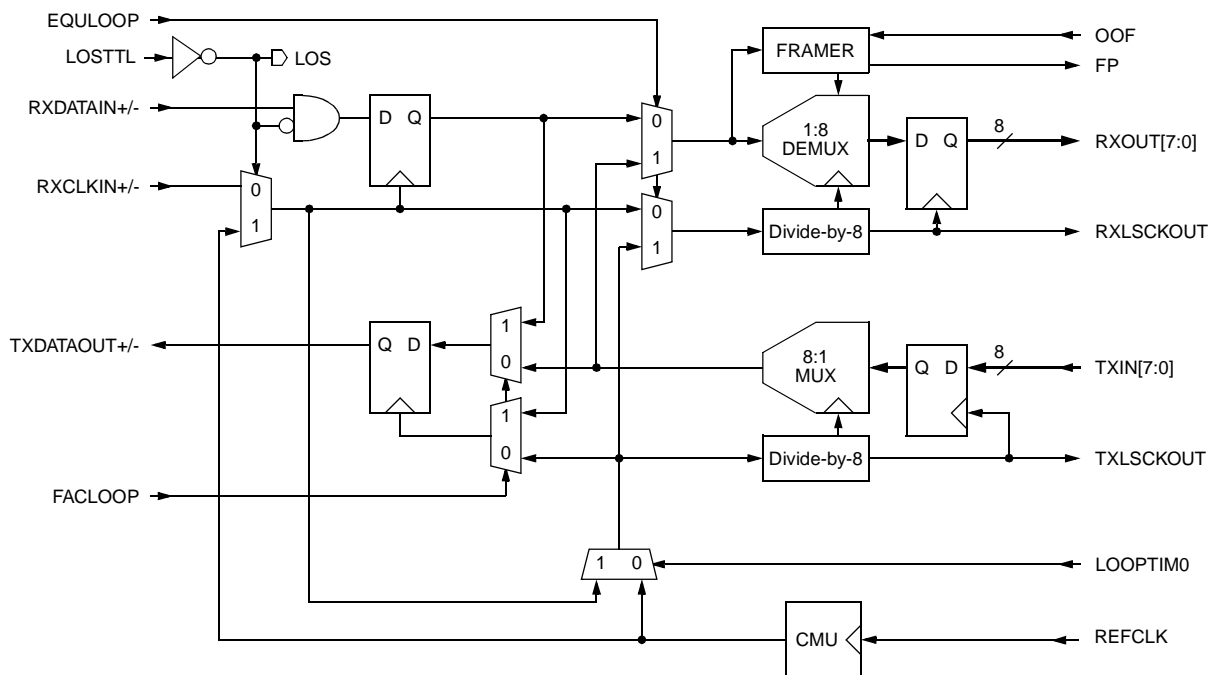 EQULOOP
LOSTTL
LOS
RXDATAIN+/-
D Q
RXCLKIN+/-
0
1
0
1
0
1
FRAMER
OOF
FP
1:8
DEMUX
D Q
8
RXOUT[7:0]
Divide-by-8
RXLSCKOUT
TXDATAOUT+/-
Q D
1
0
1
0
8:1
MUX
Q D
8
TXIN[7:0]
Divide-by-8
TXLSCKOUT
FACLOOP
1 0
LOOPTIM0
CMU
REFCLK